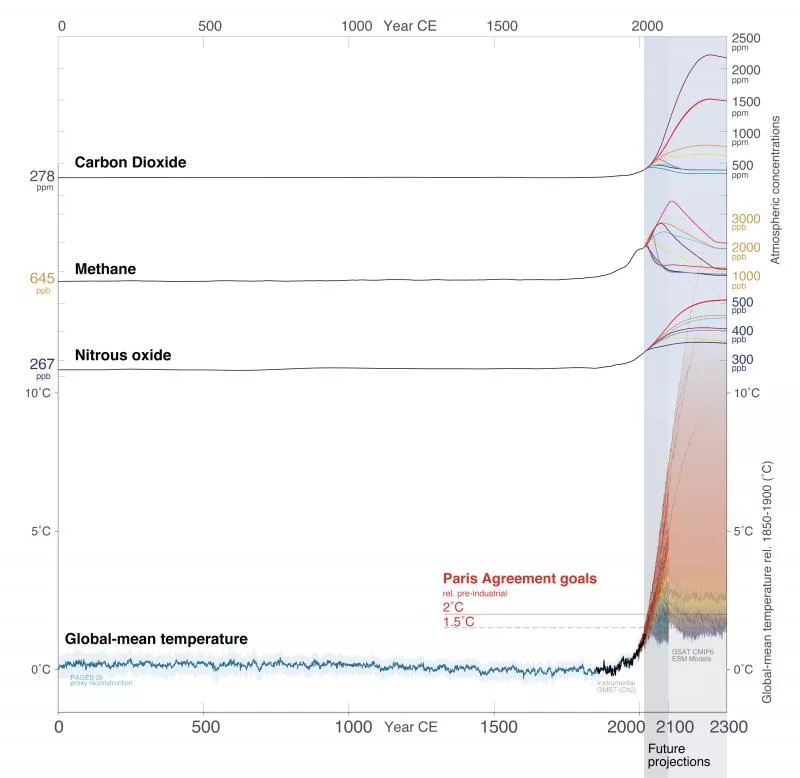 0 500 1000 Year CE 1500 2000
2500
ppm
2000
ppm
1500
ppm
1000
ppm
500
ppm
Atmospheric concentrations
Carbon Dioxide
278
ppm
3000
ppb
2000
ppb
1000
ppb
Methane
645
ppb
500
ppb
400
ppb
300
ppb
Nitrous oxide
267
ppb
10°C
10°C
5°C
5°C
Global-mean temperature rel. 1850-1900 (°C)
Paris Agreement goals
rel. pre-industrial
2°C
1.5°C
Global-mean temperature
0°C
0°C
PAGES 2k
proxy reconstruction
Instrumental
GMST (Ch2)
GSAT CMIP6
ESM Models
0 500 1000 Year CE 1500 2000 2100 2300
Future
projections